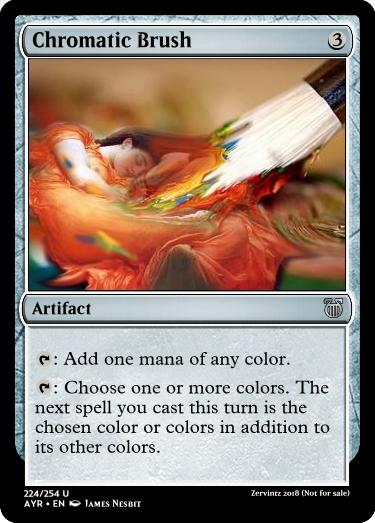 Chromatic Brush 3
Artifact
: Add one mana of any color.
: Choose one or more colors. The
next spell you cast this turn is the
chosen color or colors in addition to
its other colors.
224/254 U
AYR • EN JAMES NESBIT
Zervintz 2018 (Not for sale)